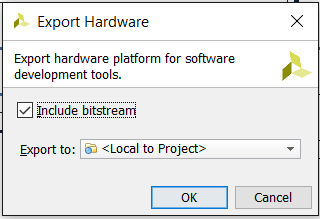 Export Hardware
Export hardware platform for software
development tools.
Include bitstream
Export to: <Local to Project>
OK Cancel